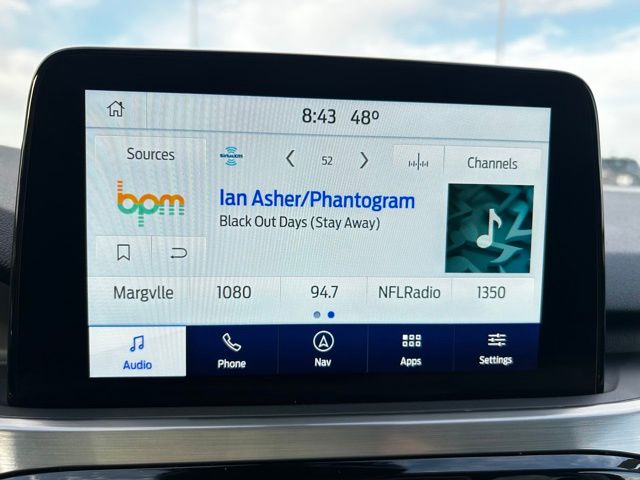 8:43 48º
Sources
siriusxm
52
Channels
bpm
Ian Asher/Phantogram
Black Out Days (Stay Away)
Margvlle 1080 94.7 NFLRadio 1350
Audio Phone Nav Apps Settings